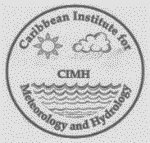 Caribbean Institute for
CIMH
Meteorology and Hydrology